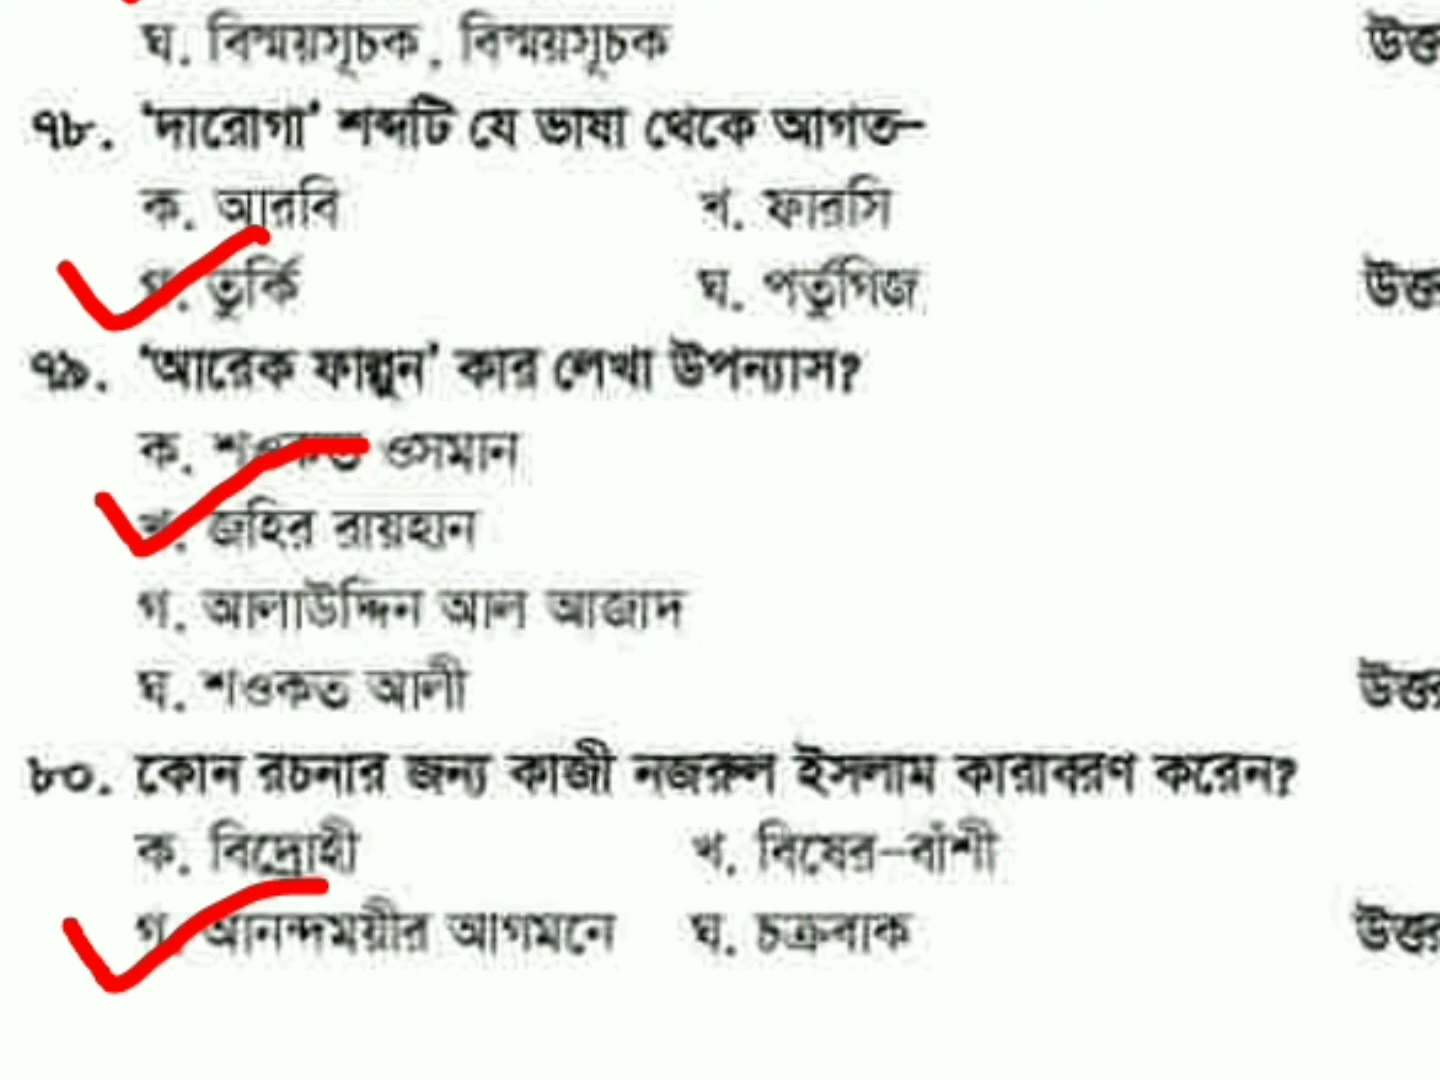 ঘ. বিস্ময়সূচক, বিস্ময়সূচক
৭৮. 'দারোগা' শব্দটি যে ভাষা থেকে আগত–
ক. আরবি খ. ফারসি
গ. তুর্কি ঘ. পর্তুগিজ
৭৯. 'আরেক ফাল্গুন' কার লেখা উপন্যাস?
ক. শওকত ওসমান
খ. জহির রায়হান
গ. আলাউদ্দিন আল আজাদ
ঘ. শওকত আলী
৮০. কোন রচনার জন্য কাজী নজরুল ইসলাম কারাবরণ করেন?
ক. বিদ্রোহী খ. বিষের-বাঁশী
গ. আনন্দময়ীর আগমনে ঘ. চক্রবাক